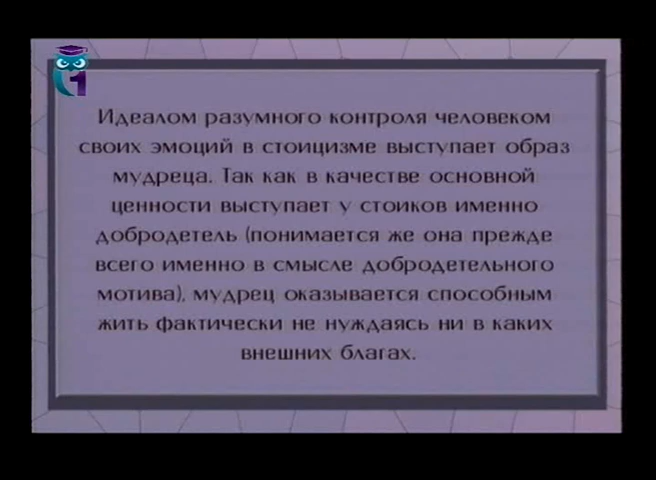 1
Идеалом разумного контроля человеком
своих эмоций в стоицизме выступает образ
мудреца. Так как в качестве основной
ценности выступает у стоиков именно
добродетель (понимается же она прежде
всего именно в смысле добродетельного
мотива), мудрец оказывается способным
жить фактически не нуждаясь ни в каких
внешних благах.